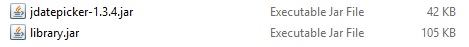 jdatepicker-1.3.4.jar Executable Jar File 42 KB
library.jar Executable Jar File 105 KB